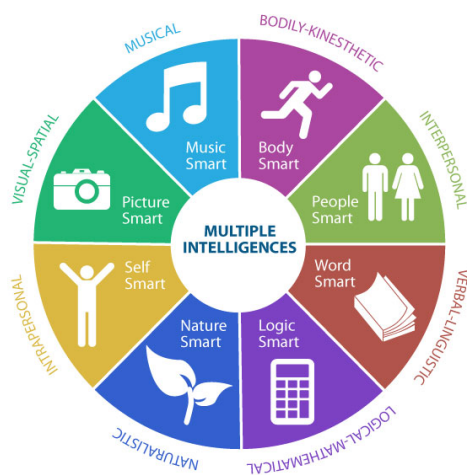 MUSICAL
BODILY-KINESTHETIC
INTERPERSONAL
VERBAL-LINGUISTIC
LOGICAL-MATHEMATICAL
NATURALISTIC
INTRAPERSONAL
VISUAL-SPATIAL
Music
Smart
Body
Smart
People
Smart
Word
Smart
Logic
Smart
Nature
Smart
Self
Smart
Picture
Smart
MULTIPLE
INTELLIGENCES